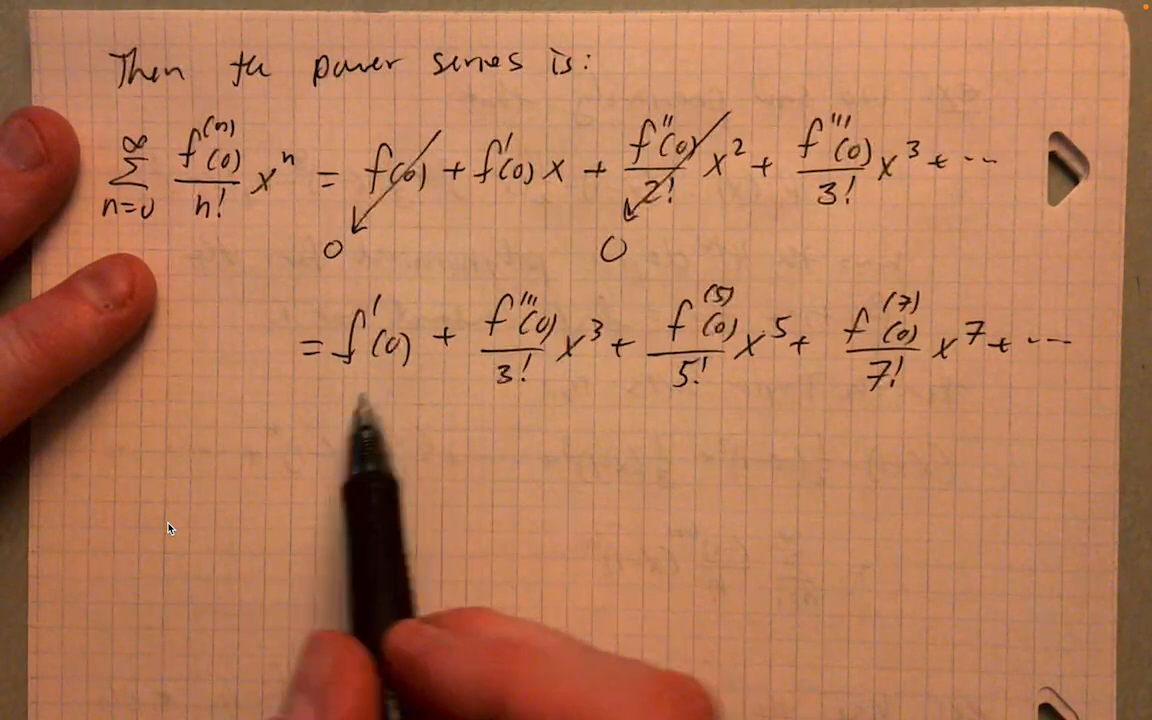 Then the power series is:
∞ Σ n=0 f^(n)(0)/n! x^n = f(0) + f'(0)x + f''(0)/2! x^2 + f'''(0)/3! x^3 + ...
0 0
= f'(0) + f'''(0)/3! x^3 + f^(5)(0)/5! x^5 + f^(7)(0)/7! x^7 + ...